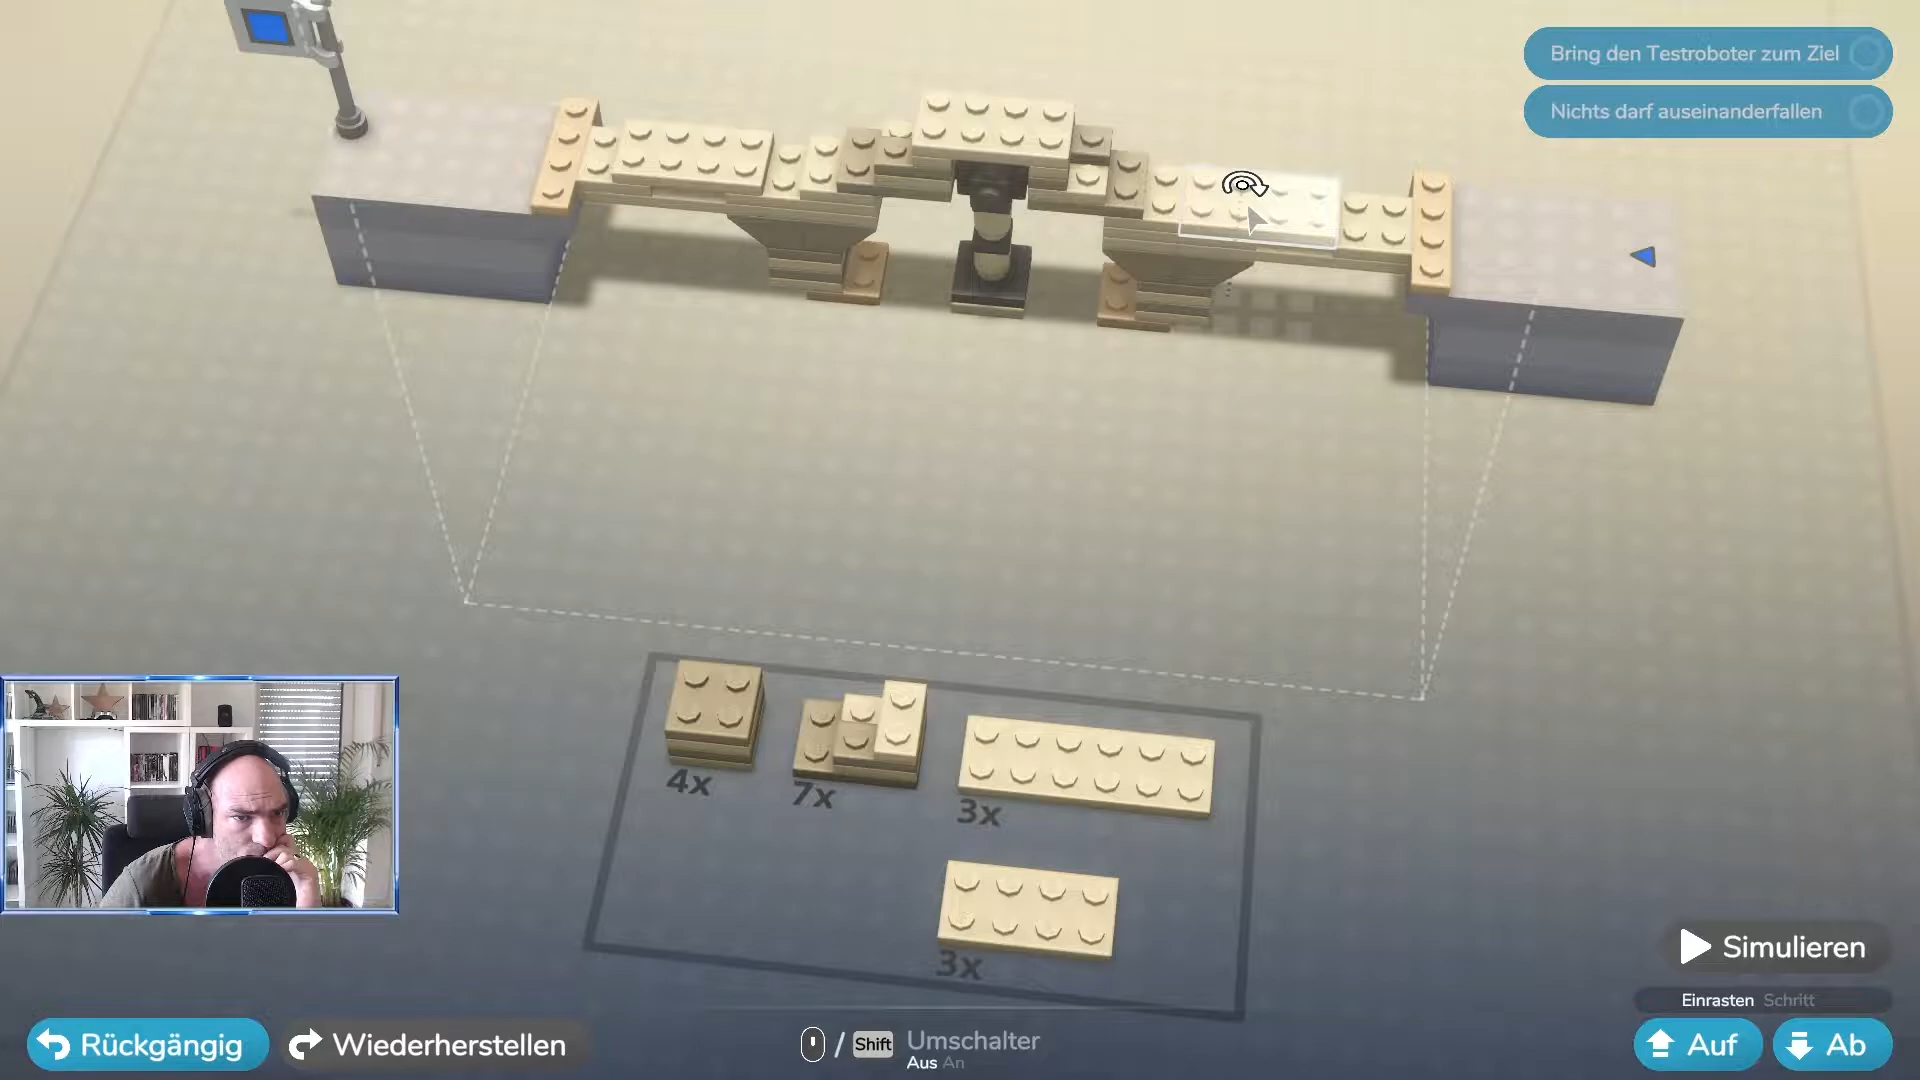 Bring den Testroboter zum Ziel
Nichts darf auseinanderfallen
4x
7x
3x
3x
Simulieren
Einrasten Schritt
Rückgängig
Wiederherstellen
/ Shift Umschalter
Aus An
Auf
Ab